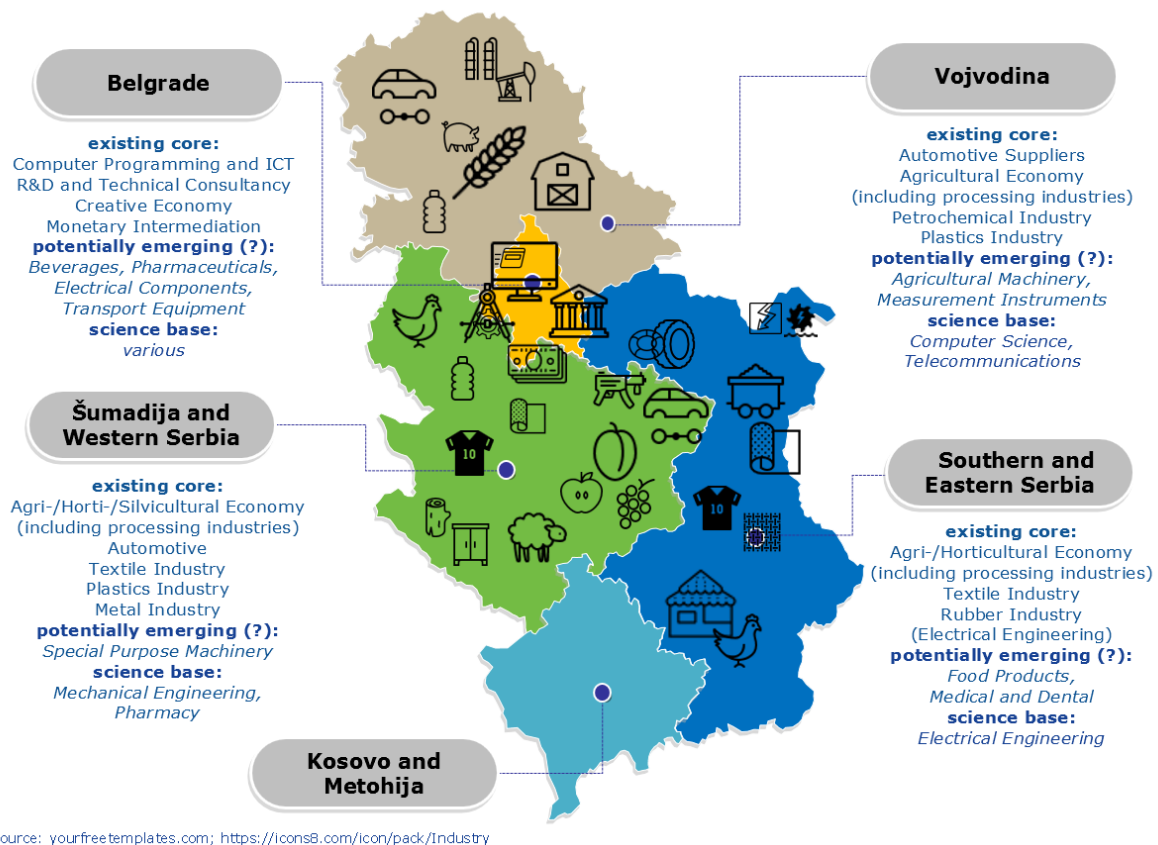 Belgrade
existing core:
Computer Programming and ICT
R&D and Technical Consultancy
Creative Economy
Monetary Intermediation
potentially emerging (?):
Beverages, Pharmaceuticals,
Electrical Components,
Transport Equipment
science base:
various
Vojvodina
existing core:
Automotive Suppliers
Agricultural Economy
(including processing industries)
Petrochemical Industry
Plastics Industry
potentially emerging (?):
Agricultural Machinery,
Measurement Instruments
science base:
Computer Science,
Telecommunications
Šumadija and
Western Serbia
existing core:
Agri-/Horti-/Silvicultural Economy
(including processing industries)
Automotive
Textile Industry
Plastics Industry
Metal Industry
potentially emerging (?):
Special Purpose Machinery
science base:
Mechanical Engineering,
Pharmacy
Southern and
Eastern Serbia
existing core:
Agri-/Horticultural Economy
(including processing industries)
Textile Industry
Rubber Industry
(Electrical Engineering)
potentially emerging (?):
Food Products,
Medical and Dental
science base:
Electrical Engineering
10
10
Kosovo and
Metohija
ource: yourfreetemplates.com; https://icons8.com/icon/pack/Industry